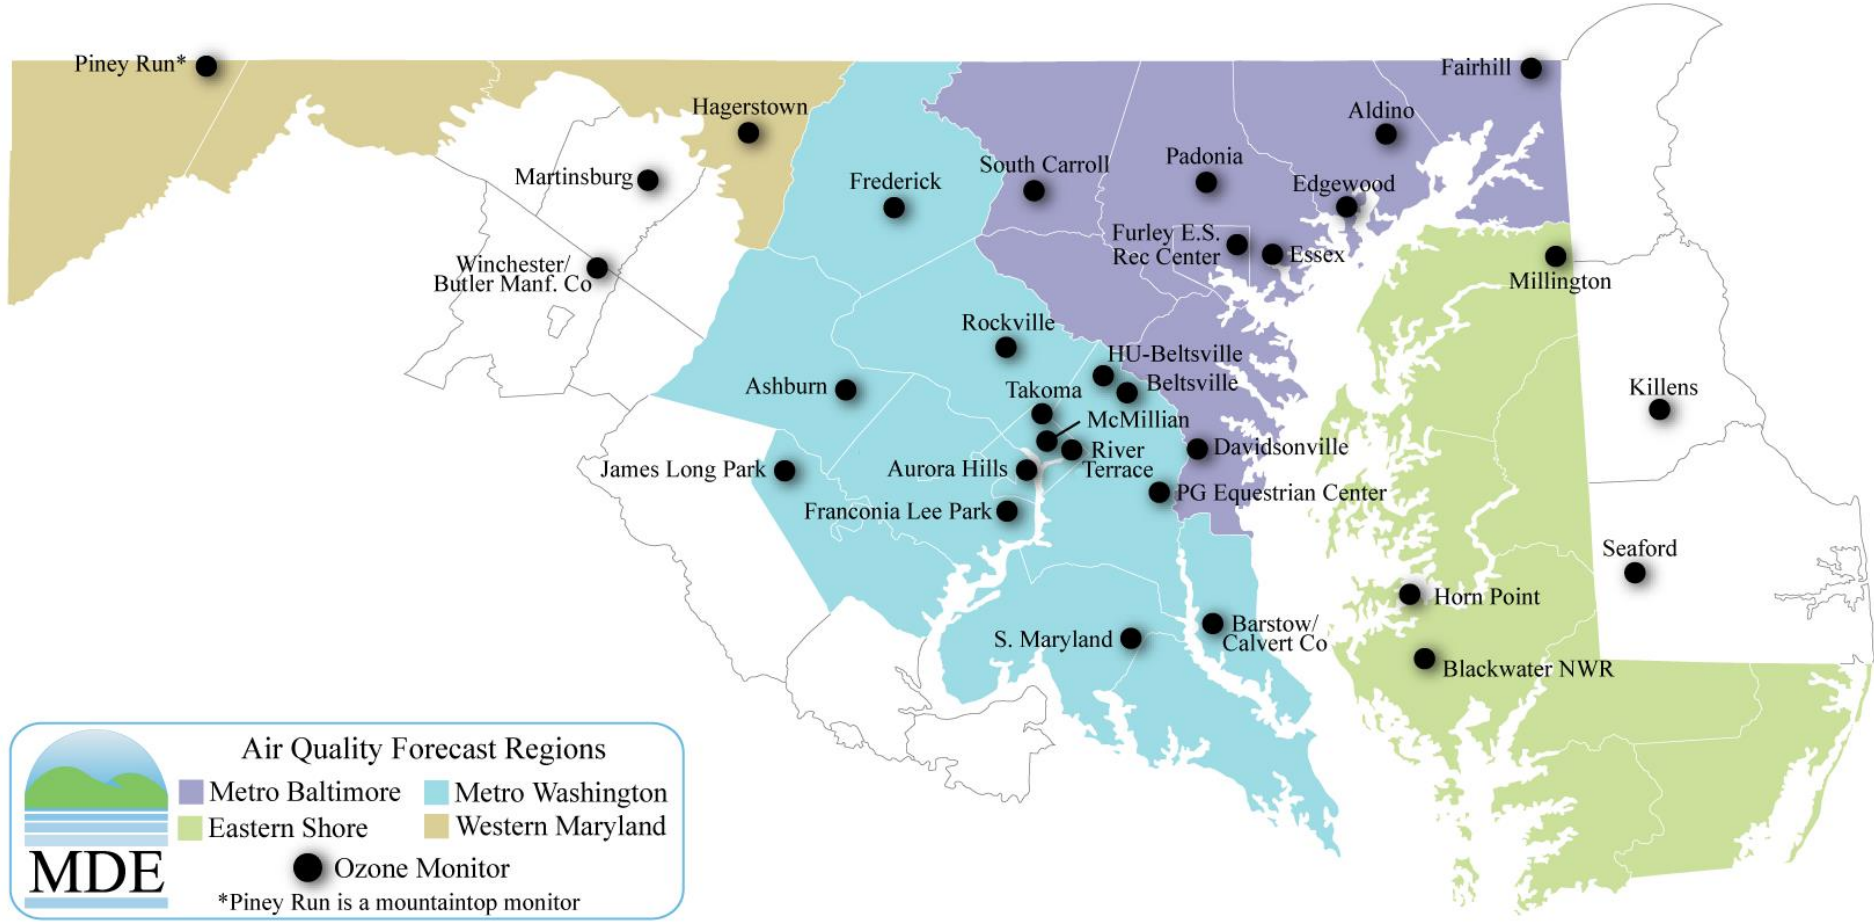 Piney Run*
Fairhill
Hagerstown
Aldino
Martinsburg
Frederick
South Carroll
Padonia
Edgewood
Winchester/
Butler Manf. Co
Furley E.S.
Rec Center
Essex
Millington
Rockville
HU-Beltsville
Beltsville
Ashburn
Takoma
McMillian
Killens
James Long Park
Aurora Hills
River
Terrace
Davidsonville
Franconia Lee Park
PG Equestrian Center
Seaford
Horn Point
S. Maryland
Barstow/
Calvert Co
Blackwater NWR
Air Quality Forecast Regions
Metro Baltimore
Metro Washington
Eastern Shore
Western Maryland
MDE
Ozone Monitor
*Piney Run is a mountaintop monitor